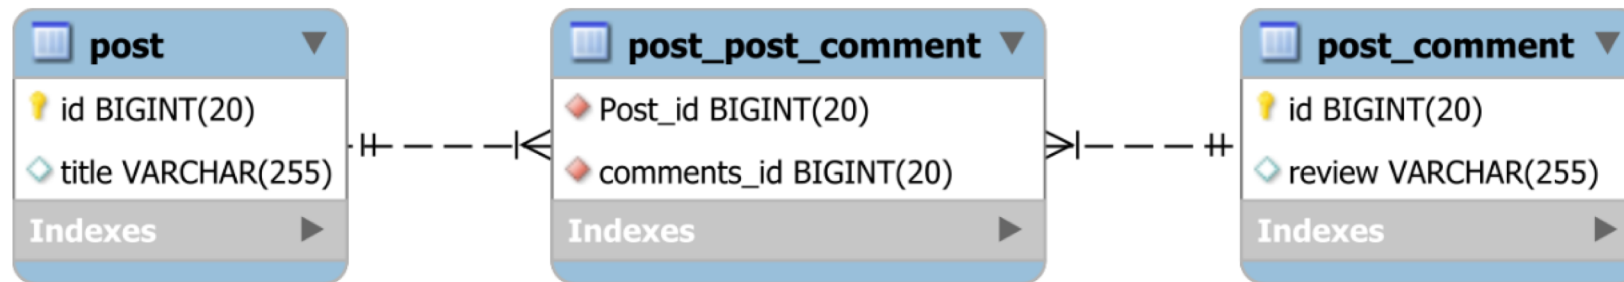 post
id BIGINT(20)
title VARCHAR(255)
Indexes
post_post_comment
Post_id BIGINT(20)
comments_id BIGINT(20)
Indexes
post_comment
id BIGINT(20)
review VARCHAR(255)
Indexes